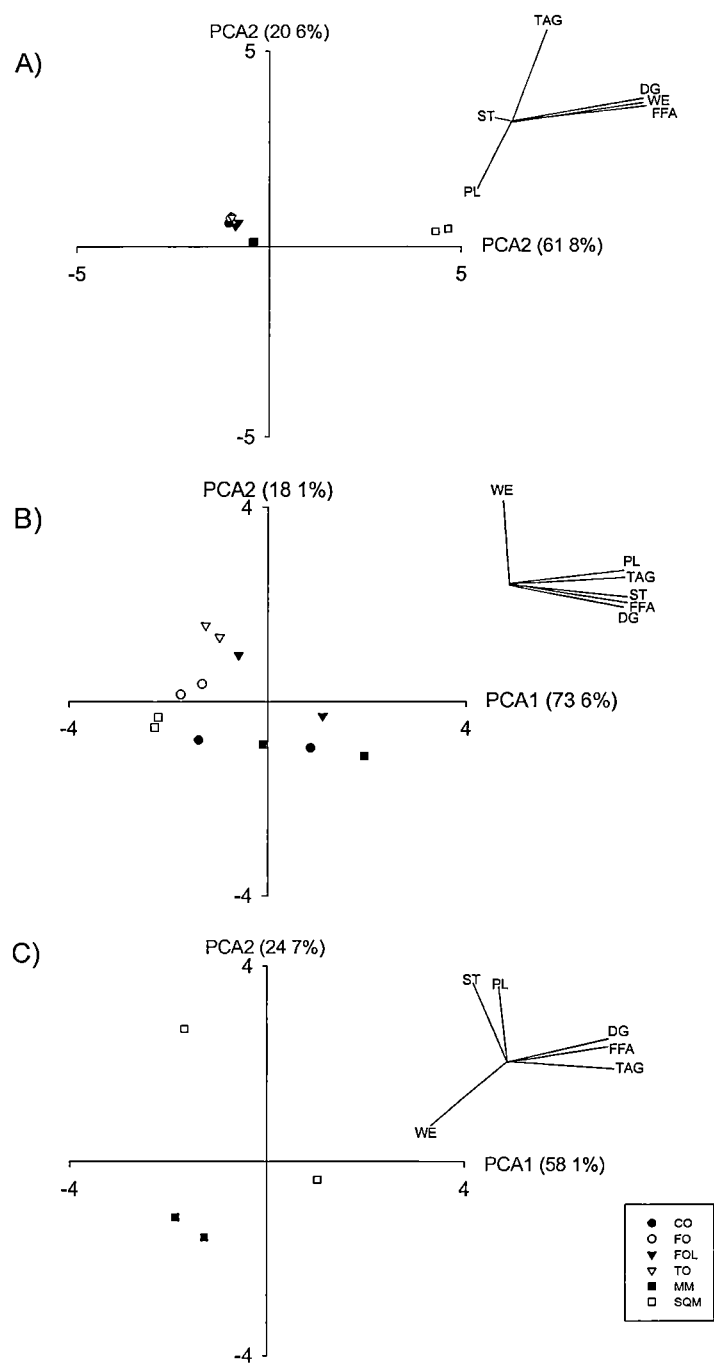 A)
PCA2 (20 6%)
5
TAG
DG
WE
FFA
ST
PL
PCA2 (61 8%)
-5
5
-5
B)
PCA2 (18 1%)
4
WE
PL
TAG
ST
FFA
DG
PCA1 (73 6%)
-4
4
-4
C)
PCA2 (24 7%)
4
ST
PL
DG
FFA
TAG
WE
PCA1 (58 1%)
-4
4
-4
CO
FO
FOL
TO
MM
SQM